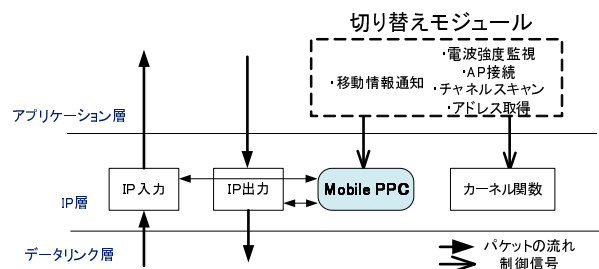 切り替えモジュール
・移動情報通知
・電波強度監視
・AP接続
・チャネルスキャン
・アドレス取得
アプリケーション層
IP入力
IP出力
Mobile PPC
カーネル関数
IP層
データリンク層
パケットの流れ
制御信号